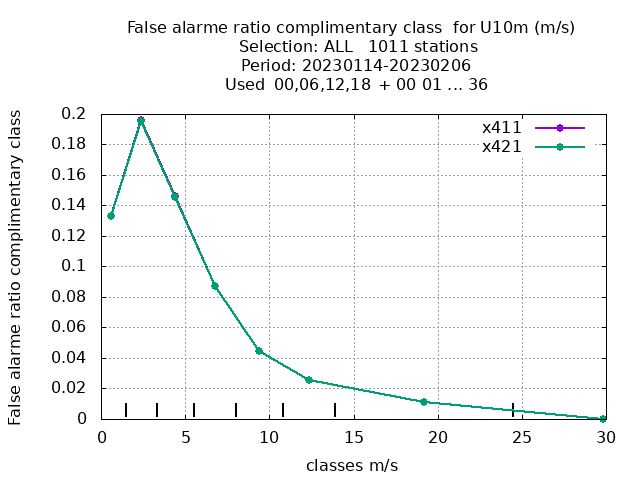 False alarme ratio complimentary class  for U10m (m/s)
Selection: ALL   1011 stations
Period: 20230114-20230206
Used  00,06,12,18 + 00 01 ... 36
False alarme ratio complimentary class
0.2
0.18
0.16
0.14
0.12
0.1
0.08
0.06
0.04
0.02
0
x411
x421
0 5 10 15 20 25 30
classes m/s